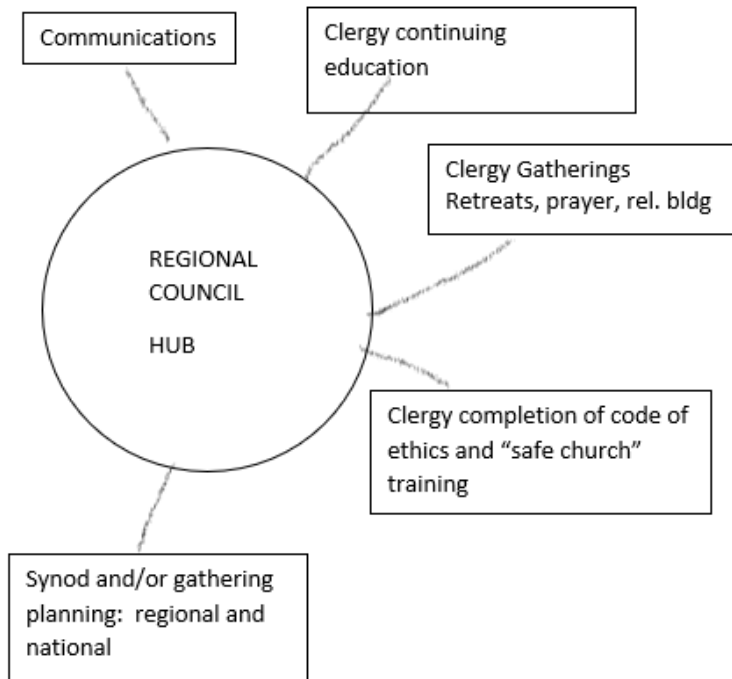 Communications
Clergy continuing
education
Clergy Gatherings
Retreats, prayer, rel. bldg
REGIONAL
COUNCIL
HUB
Clergy completion of code of
ethics and “safe church”
training
Synod and/or gathering
planning:  regional and
national